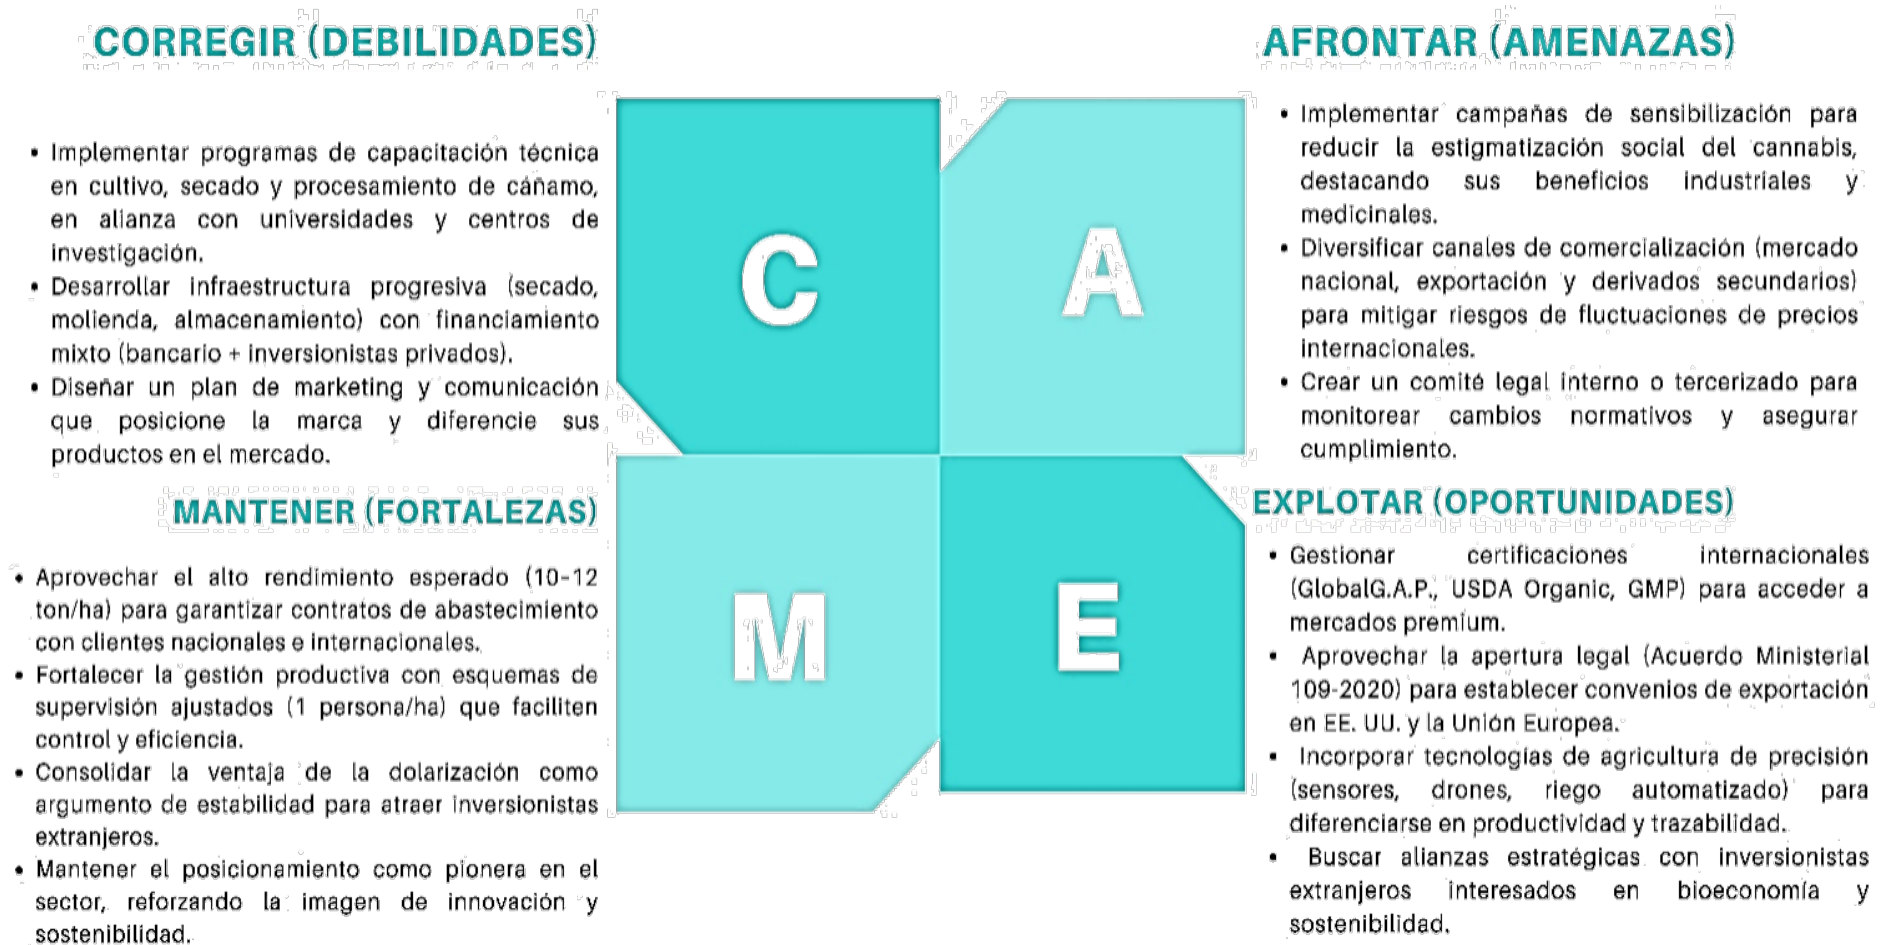 CORREGIR (DEBILIDADES)
• Implementar programas de capacitación técnica
en cultivo, secado y procesamiento de cáñamo,
en alianza con universidades y centros de
investigación.
• Desarrollar infraestructura progresiva (secado,
molienda, almacenamiento) con financiamiento
mixto (bancario + inversionistas privados).
• Diseñar un plan de marketing y comunicación
que posicione la marca y diferencie sus
productos en el mercado.
C
A
AFRONTAR (AMENAZAS)
• Implementar campañas de sensibilización para
reducir la estigmatización social del cannabis,
destacando sus beneficios industriales y
medicinales.
• Diversificar canales de comercialización (mercado
nacional, exportación y derivados secundarios)
para mitigar riesgos de fluctuaciones de precios
internacionales.
• Crear un comité legal interno o tercerizado para
monitorear cambios normativos y asegurar
cumplimiento.
MANTENER (FORTALEZAS)
• Aprovechar el alto rendimiento esperado (10-12
ton/ha) para garantizar contratos de abastecimiento
con clientes nacionales e internacionales.
• Fortalecer la gestión productiva con esquemas de
supervisión ajustados (1 persona/ha) que faciliten
control y eficiencia.
• Consolidar la ventaja de la dolarización como
argumento de estabilidad para atraer inversionistas
extranjeros.
• Mantener el posicionamiento como pionera en el
sector, reforzando la imagen de innovación y
sostenibilidad.
M
E
EXPLOTAR (OPORTUNIDADES)
• Gestionar certificaciones internacionales
(GlobalG.A.P., USDA Organic, GMP) para acceder a
mercados premium.
• Aprovechar la apertura legal (Acuerdo Ministerial
109-2020) para establecer convenios de exportación
en EE. UU. y la Unión Europea.
• Incorporar tecnologías de agricultura de precisión
(sensores, drones, riego automatizado) para
diferenciarse en productividad y trazabilidad.
• Buscar alianzas estratégicas con inversionistas
extranjeros interesados en bioeconomía y
sostenibilidad.